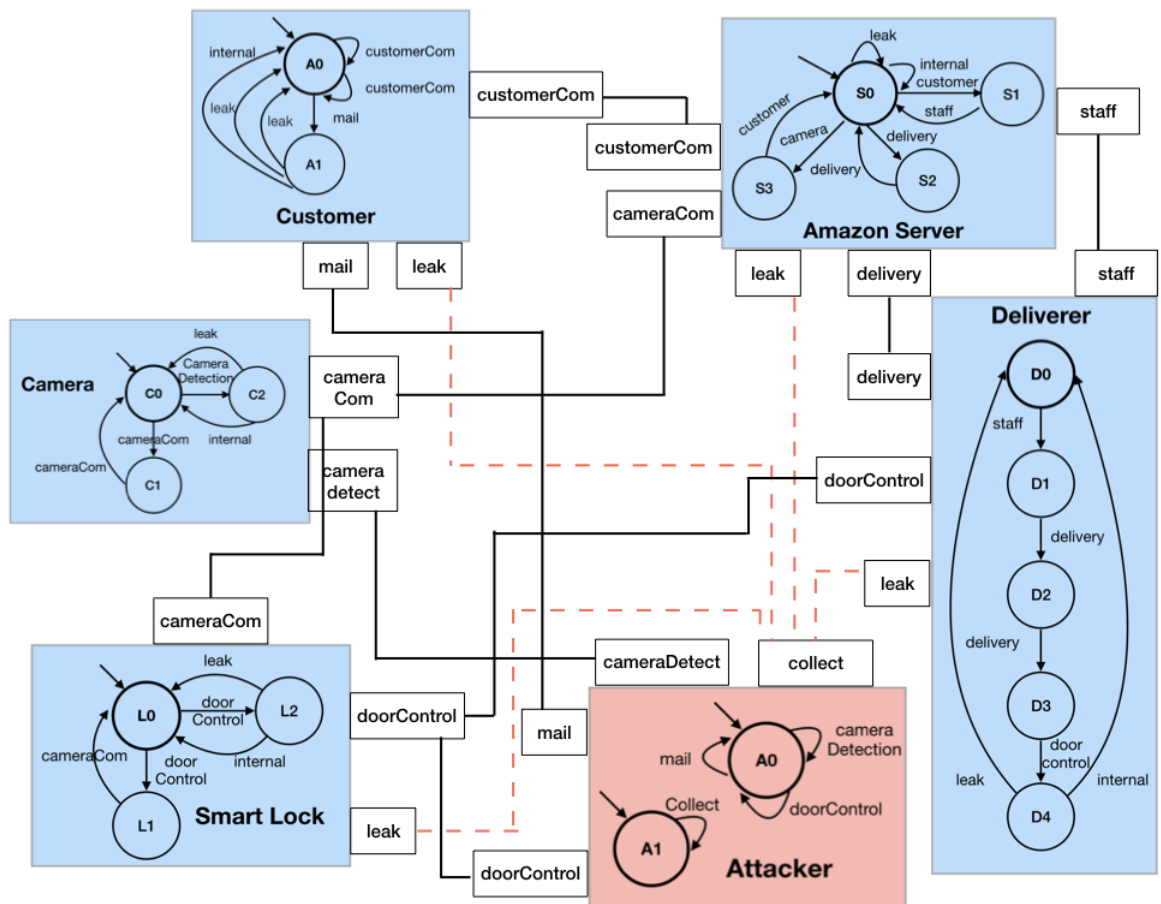 internal
A0
customerCom
customerCom
leak
leak
mail
A1
Customer
customerCom
customerCom
cameraCom
leak
internal
customer
customer
S0
S1
staff
camera
delivery
delivery
S3
S2
Amazon Server
staff
staff
mail
leak
leak
delivery
delivery
Camera
leak
Camera
Detection
C0
C2
cameraCom
internal
cameraCom
C1
camera
Com
camera
detect
Deliverer
D0
staff
D1
delivery
D2
delivery
D3
door
control
leak
internal
D4
doorControl
leak
cameraCom
leak
L0
door
Control
L2
cameraCom
door
Control
internal
L1
Smart Lock
doorControl
leak
cameraDetect
collect
mail
doorControl
mail
A0
camera
Detection
doorControl
Collect
A1
Attacker